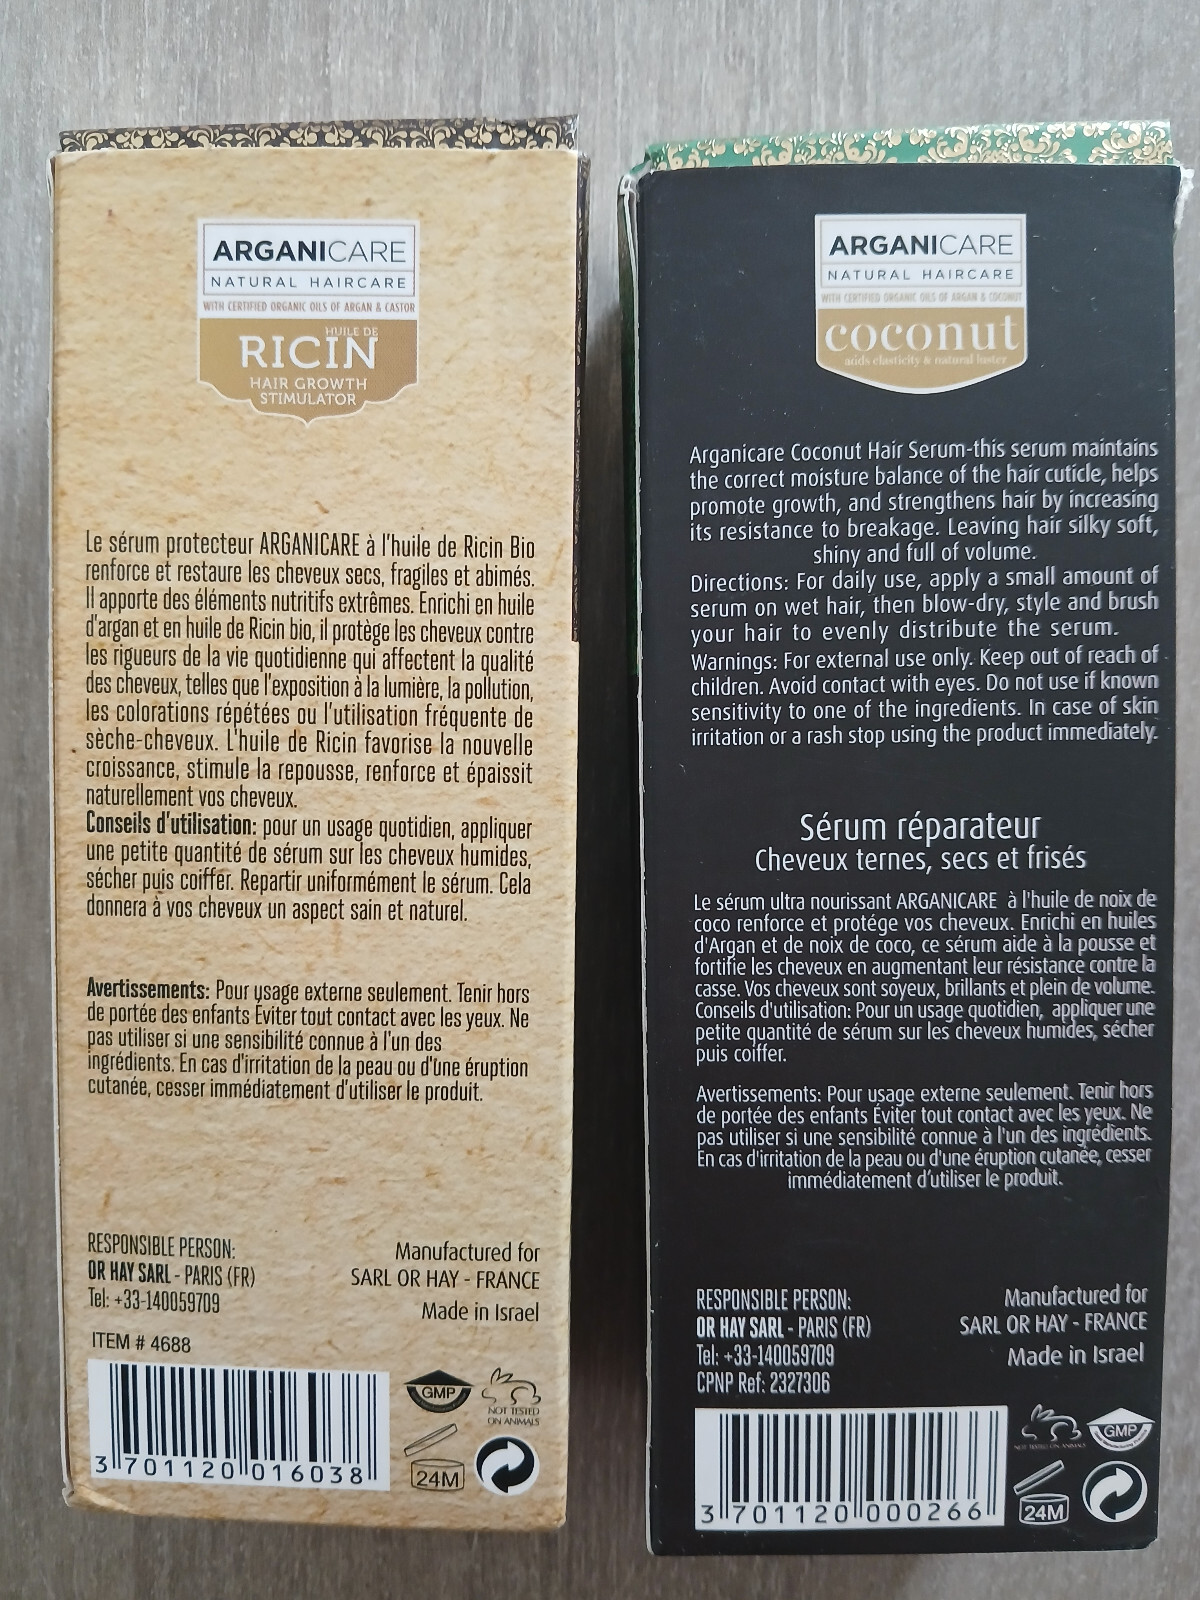 ARGANICARE
NATURAL HAIRCARE
WITH CERTIFIED ORGANIC OILS OF ARGAN & CASTOR
HUILE DE
RICIN
HAIR GROWTH
STIMULATOR
Le sérum protecteur ARGANICARE à l'huile de Ricin Bio
renforce et restaure les cheveux secs, fragiles et abimés.
Il apporte des éléments nutritifs extrêmes. Enrichi en huile
d'argan et en huile de Ricin bio, il protège les cheveux contre
les rigueurs de la vie quotidienne qui affectent la qualité
des cheveux, telles que l'exposition à la lumière, la pollution,
les colorations répétées ou l'utilisation fréquente de
sèche-cheveux. L'huile de Ricin favorise la nouvelle
croissance, stimule la repousse, renforce et épaissit
naturellement vos cheveux.
Conseils d'utilisation: pour un usage quotidien, appliquer
une petite quantité de sérum sur les cheveux humides,
sécher puis coiffer. Repartir uniformément le sérum. Cela
donnera à vos cheveux un aspect sain et naturel.
Avertissements: Pour usage externe seulement. Tenir hors
de portée des enfants Éviter tout contact avec les yeux. Ne
pas utiliser si une sensibilité connue à l'un des
ingrédients. En cas d'irritation de la peau ou d'une éruption
cutanée, cesser immédiatement d'utiliser le produit.
RESPONSIBLE PERSON:
OR HAY SARL - PARIS (FR)
Tel: +33-140059709
Manufactured for
SARL OR HAY - FRANCE
Made in Israel
ITEM # 4688
3 701120 016038
GMP
NOT TESTED
ON ANIMALS
24M
ARGANICARE
NATURAL HAIRCARE
WITH CERTIFIED ORGANIC OILS OF ARGAN & COCONUT
coconut
adds elasticity & natural luster
Arganicare Coconut Hair Serum-this serum maintains
the correct moisture balance of the hair cuticle, helps
promote growth, and strengthens hair by increasing
its resistance to breakage. Leaving hair silky soft,
shiny and full of volume.
Directions: For daily use, apply a small amount of
serum on wet hair, then blow-dry, style and brush
your hair to evenly distribute the serum.
Warnings: For external use only. Keep out of reach of
children. Avoid contact with eyes. Do not use if known
sensitivity to one of the ingredients. In case of skin
irritation or a rash stop using the product immediately.
Sérum réparateur
Cheveux ternes, secs et frisés
Le sérum ultra nourissant ARGANICARE à l'huile de noix de
coco renforce et protége vos cheveux. Enrichi en huiles
d'Argan et de noix de coco, ce sérum aide à la pousse et
fortifie les cheveux en augmentant leur résistance contre la
casse. Vos cheveux sont soyeux, brillants et plein de volume.
Conseils d'utilisation: Pour un usage quotidien, appliquer une
petite quantité de sérum sur les cheveux humides, sécher
puis coiffer.
Avertissements: Pour usage externe seulement. Tenir hors
de portée des enfants Éviter tout contact avec les yeux. Ne
pas utiliser si une sensibilité connue à l'un des ingrédients.
En cas d'irritation de la peau ou d'une éruption cutanée, cesser
immédiatement d'utiliser le produit.
RESPONSIBLE PERSON:
OR HAY SARL - PARIS (FR)
Tel: +33-140059709
CPNP Ref: 2327306
Manufactured for
SARL OR HAY - FRANCE
Made in Israel
3 701120 000266
NOT TESTED ON ANIMALS
GMP
24M